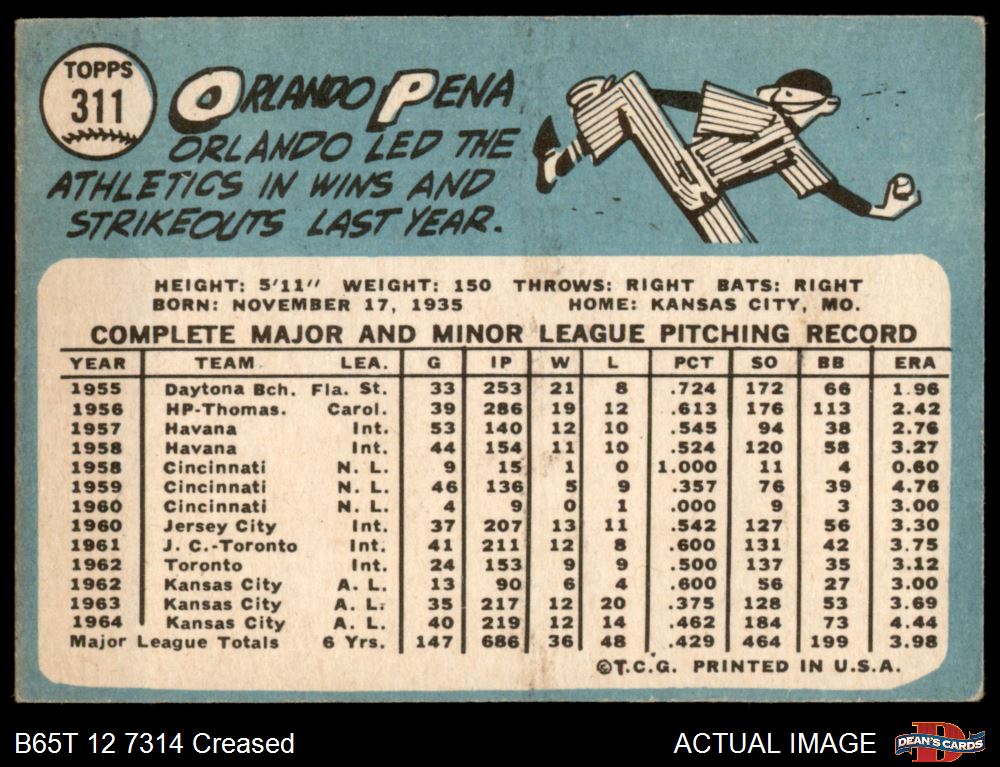 TOPPS
311
ORLANDO PENA
ORLANDO LED THE
ATHLETICS IN WINS AND
STRIKEOUTS LAST YEAR.
HEIGHT: 5'11" WEIGHT: 150 THROWS: RIGHT BATS: RIGHT
BORN: NOVEMBER 17, 1935 HOME: KANSAS CITY, MO.
COMPLETE MAJOR AND MINOR LEAGUE PITCHING RECORD
YEAR TEAM LEA. G IP W L PCT SO BB ERA
1955 Daytona Bch. Fla. St. 33 253 21 8 .724 172 66 1.96
1956 HP-Thomas. Carol. 39 286 19 12 .613 176 113 2.42
1957 Havana Int. 53 140 12 10 .545 94 38 2.76
1958 Havana Int. 44 154 11 10 .524 120 58 3.27
1958 Cincinnati N. L. 9 15 1 0 1.000 11 4 0.60
1959 Cincinnati N. L. 46 136 5 9 .357 76 39 4.76
1960 Cincinnati N. L. 4 9 0 1 .000 9 3 3.00
1960 Jersey City Int. 37 207 13 11 .542 127 56 3.30
1961 J. C.-Toronto Int. 41 211 12 8 .600 131 42 3.75
1962 Toronto Int. 24 153 9 9 .500 137 35 3.12
1962 Kansas City A. L. 13 90 6 4 .600 56 27 3.00
1963 Kansas City A. L. 35 217 12 20 .375 128 53 3.69
1964 Kansas City A. L. 40 219 12 14 .462 184 73 4.44
Major League Totals 6 Yrs. 147 686 36 48 .429 464 199 3.98
©T.C.G. PRINTED IN U.S.A.
B65T 12 7314 Creased
ACTUAL IMAGE
D
DEAN'S CARDS